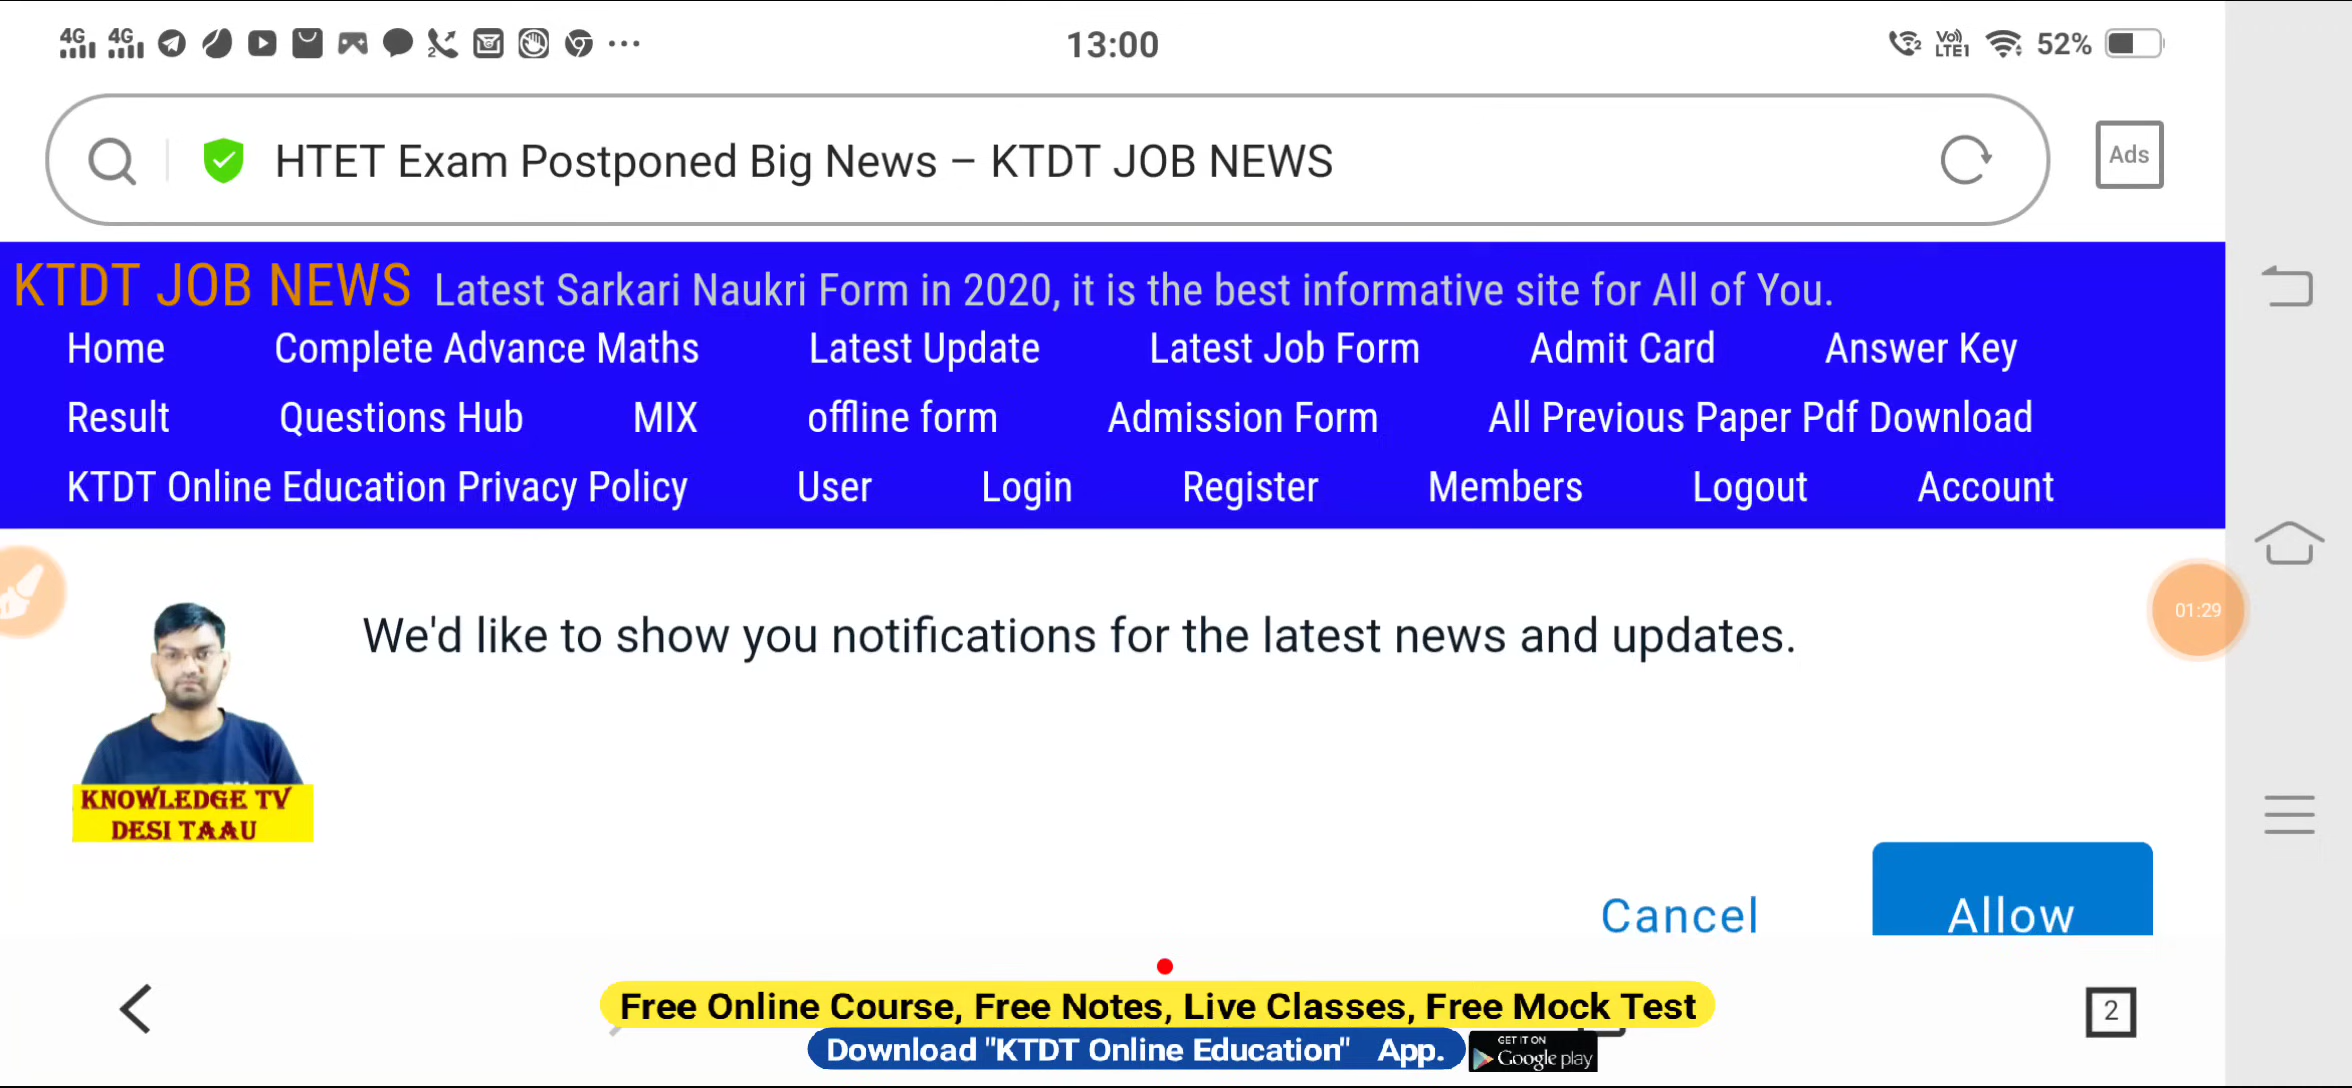 4G 4G 13:00 Vo) LTE1 52%
HTET Exam Postponed Big News – KTDT JOB NEWS Ads
KTDT JOB NEWS Latest Sarkari Naukri Form in 2020, it is the best informative site for All of You.
Home Complete Advance Maths Latest Update Latest Job Form Admit Card Answer Key
Result Questions Hub MIX offline form Admission Form All Previous Paper Pdf Download
KTDT Online Education Privacy Policy User Login Register Members Logout Account
We'd like to show you notifications for the latest news and updates.
01:29
KNOWLEDGE TV
DESI TAAU
Cancel Allow
Free Online Course, Free Notes, Live Classes, Free Mock Test
2
Download "KTDT Online Education" App.
GET IT ON
Google play